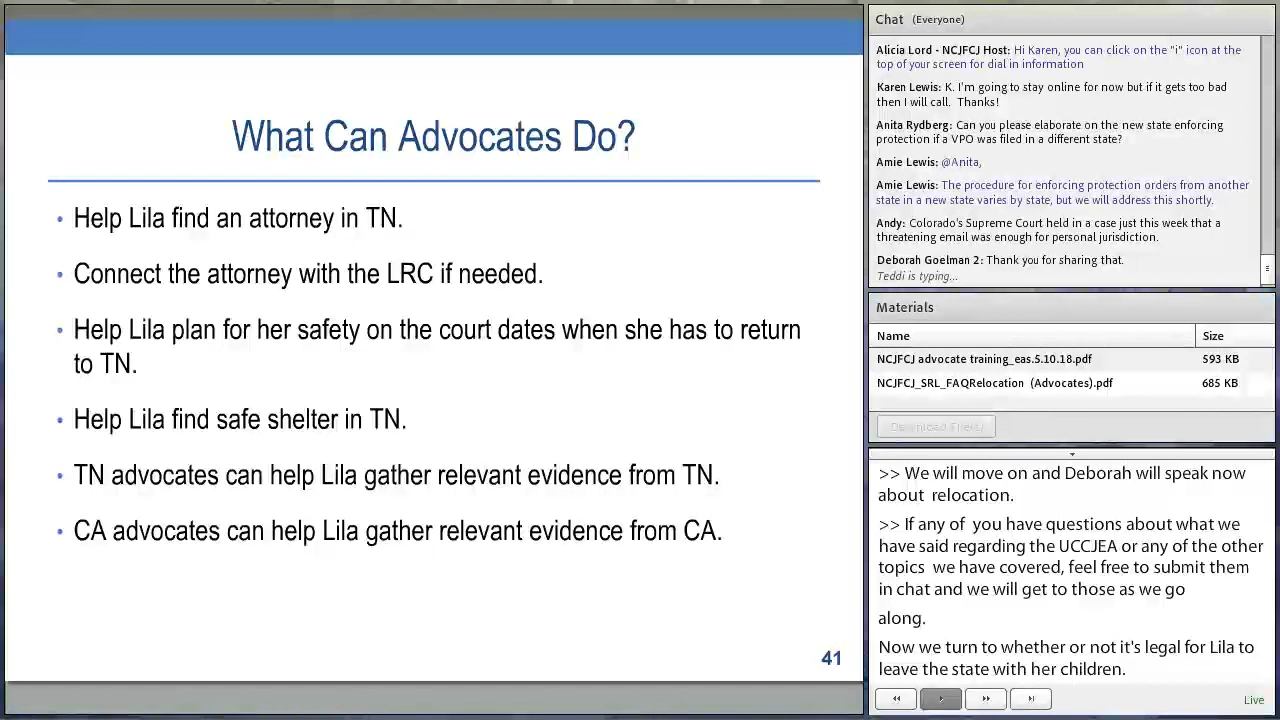 What Can Advocates Do?
• Help Lila find an attorney in TN.
• Connect the attorney with the LRC if needed.
• Help Lila plan for her safety on the court dates when she has to return
to TN.
• Help Lila find safe shelter in TN.
• TN advocates can help Lila gather relevant evidence from TN.
• CA advocates can help Lila gather relevant evidence from CA.
41
Chat (Everyone)
Alicia Lord - NCJFCJ Host: Hi Karen, you can click on the "i" icon at the
top of your screen for dial in information
Karen Lewis: K. I'm going to stay online for now but if it gets too bad
then I will call. Thanks!
Anita Rydberg: Can you please elaborate on the new state enforcing
protection if a VPO was filed in a different state?
Amie Lewis: @Anita,
Amie Lewis: The procedure for enforcing protection orders from another
state in a new state varies by state, but we will address this shortly.
Andy: Colorado's Supreme Court held in a case just this week that a
threatening email was enough for personal jurisdiction.
Deborah Goelman 2: Thank you for sharing that.
Teddi is typing...
Materials
Name Size
NCJFCJ advocate training_eas.5.10.18.pdf 593 KB
NCJFCJ_SRL_FAQRelocation (Advocates).pdf 685 KB
Download File(s)
>> We will move on and Deborah will speak now
about relocation.
>> If any of you have questions about what we
have said regarding the UCCJEA or any of the other
topics we have covered, feel free to submit them
in chat and we will get to those as we go
along.
Now we turn to whether or not it's legal for Lila to
leave the state with her children.
Live